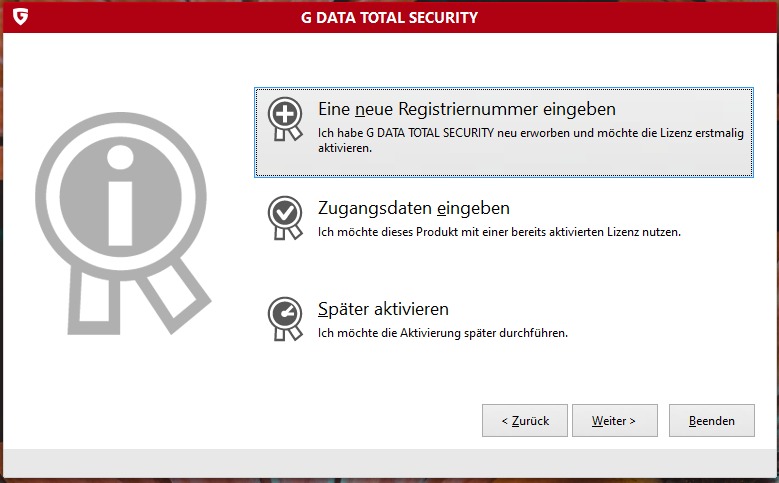 G DATA TOTAL SECURITY
Eine neue Registriernummer eingeben
Ich habe G DATA TOTAL SECURITY neu erworben und möchte die Lizenz erstmalig
aktivieren.
Zugangsdaten eingeben
Ich möchte dieses Produkt mit einer bereits aktivierten Lizenz nutzen.
Später aktivieren
Ich möchte die Aktivierung später durchführen.
< Zurück Weiter > Beenden